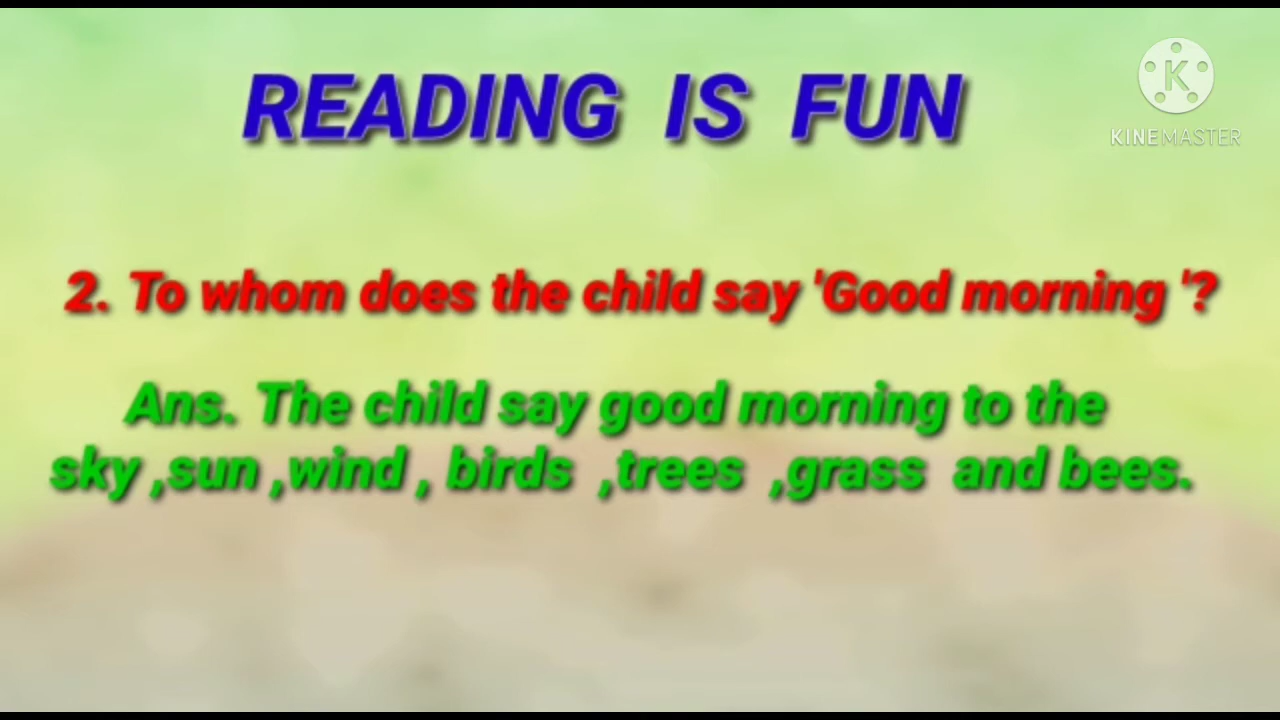 READING IS FUN
K
KINEMASTER
2. To whom does the child say 'Good morning '?
Ans. The child say good morning to the
sky ,sun ,wind , birds ,trees ,grass and bees.